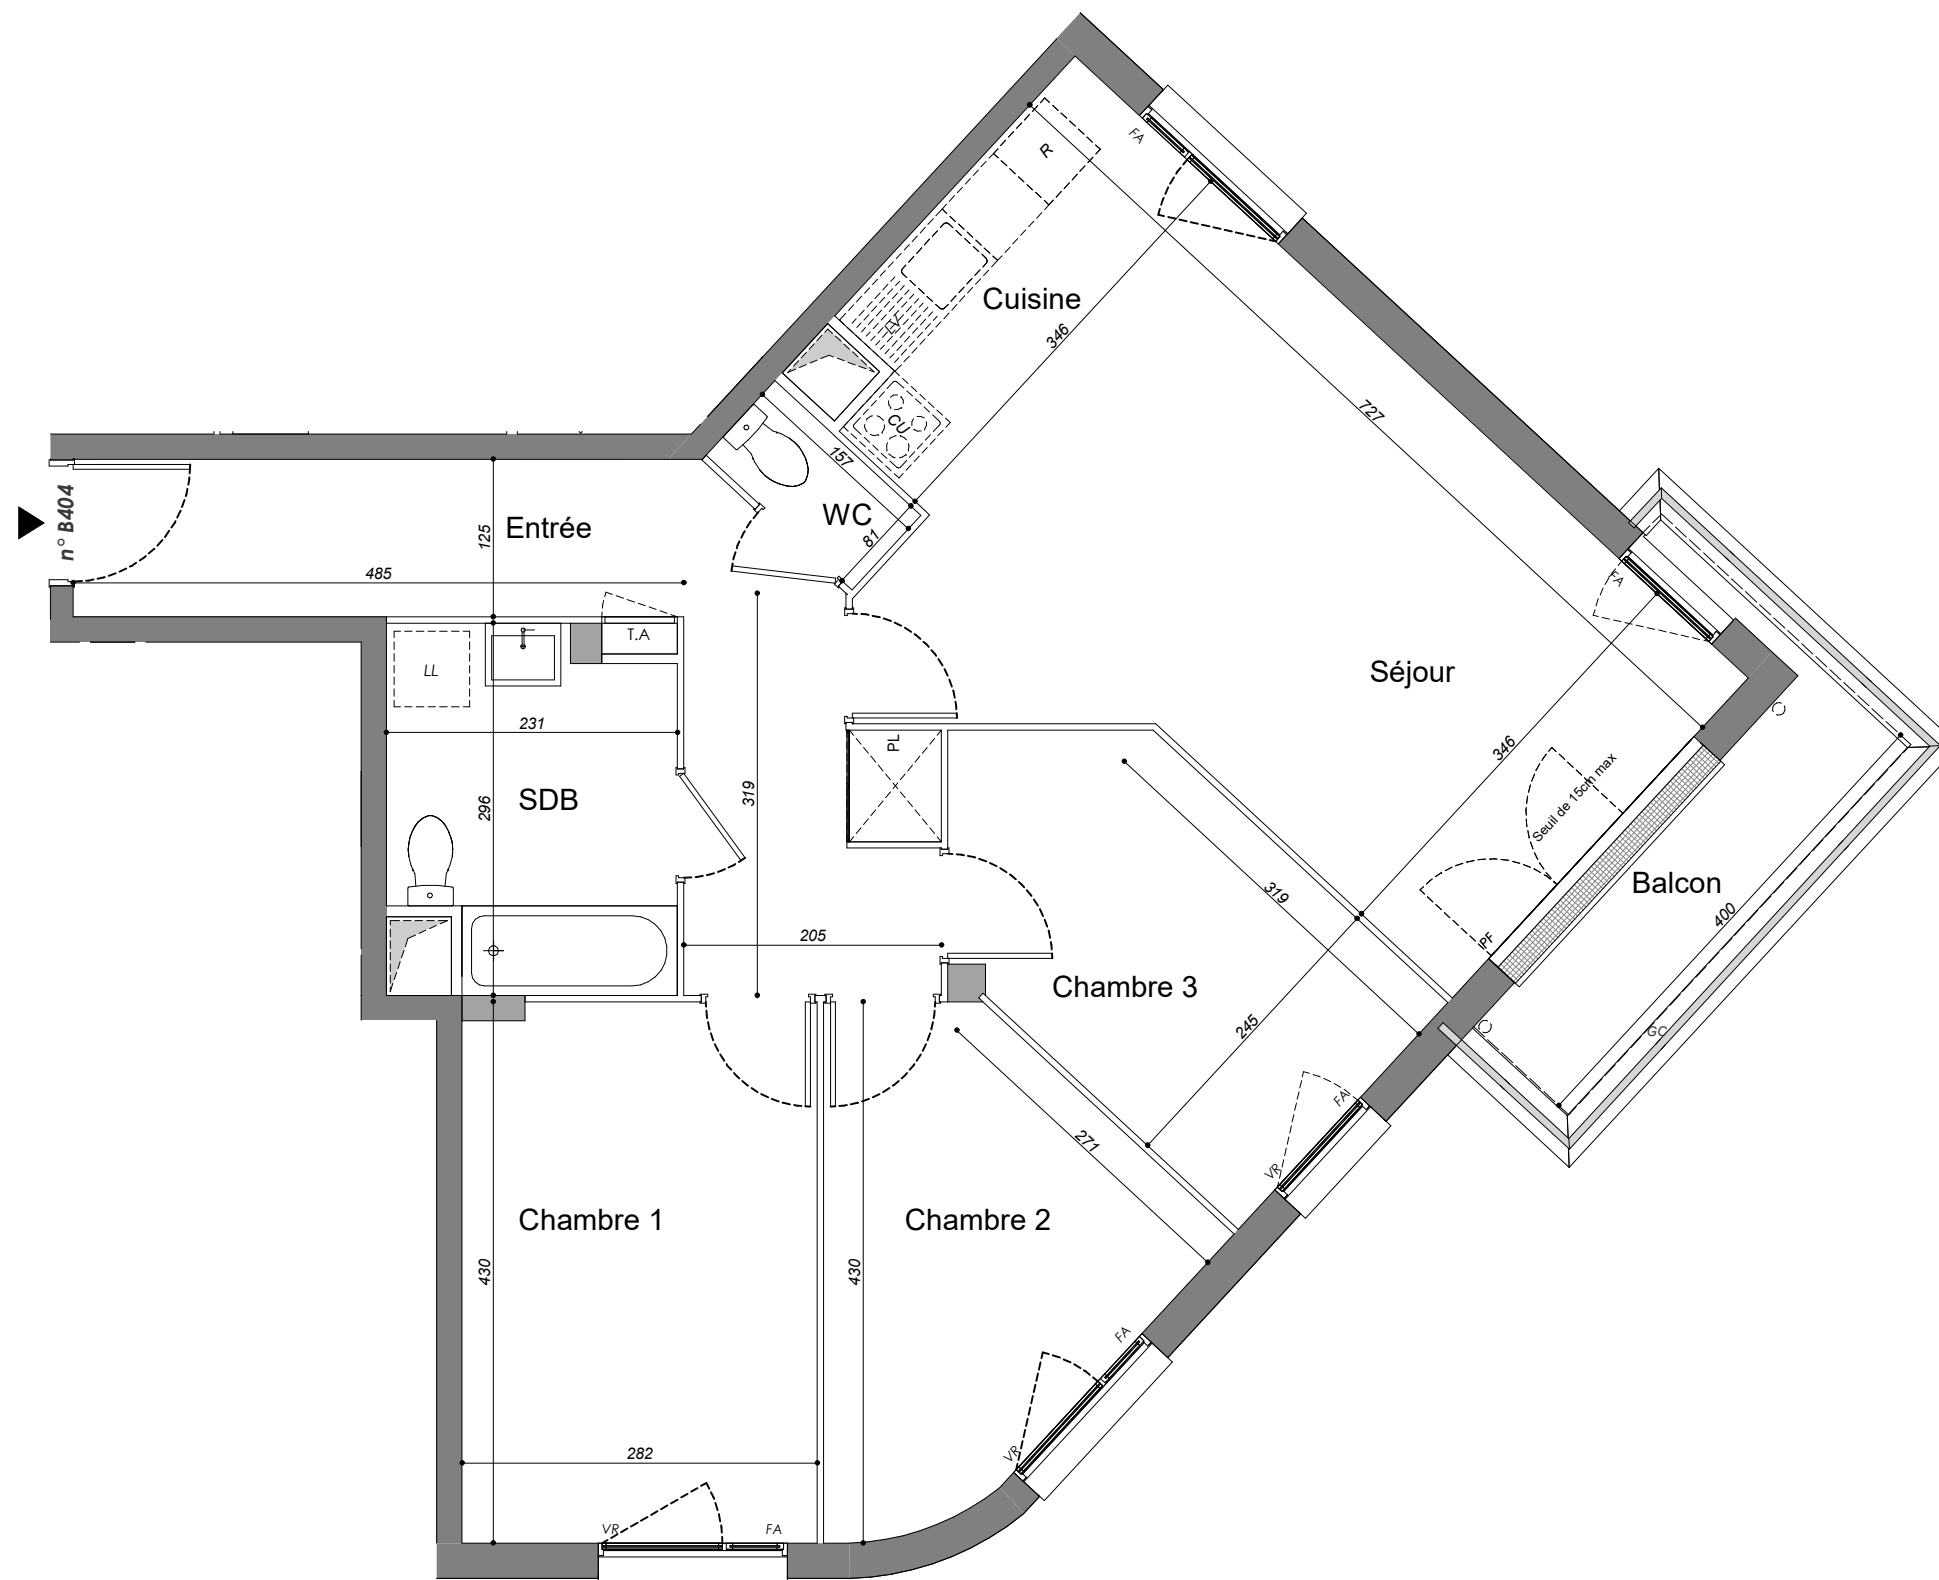 R
FA
Cuisine
346
EV
CU
727
157
WC
81
n° B404
Entrée
125
485
T.A
LL
231
SDB
296
319
PL
Séjour
FA
346
Seuil de 15cm max
PF
Balcon
400
GC
319
205
Chambre 3
245
FA
VR
271
Chambre 1
Chambre 2
430
430
FA
VR
282
VR
FA